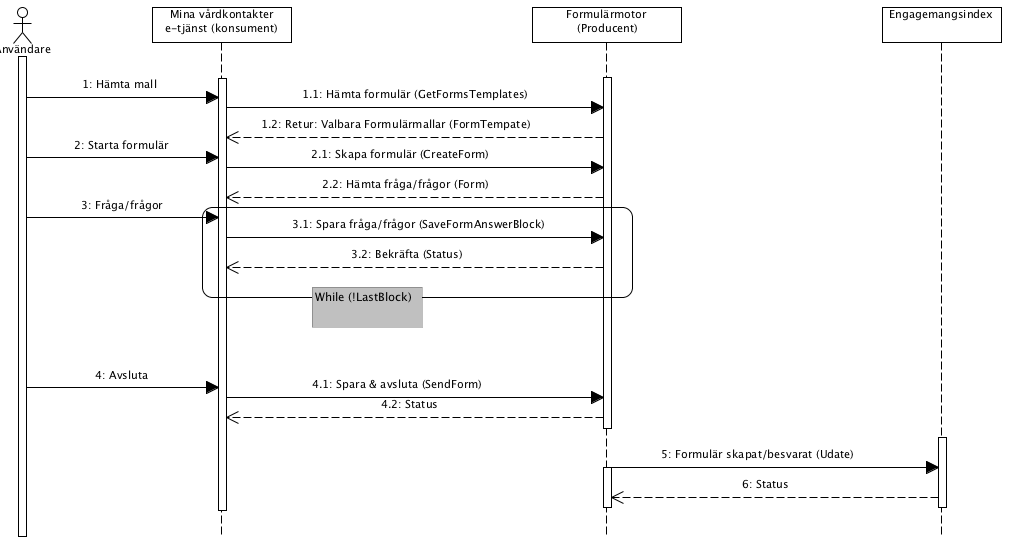 Mina vårdkontakter
e-tjänst (konsument)
Formulärmotor
(Producent)
Engagemangsindex
nvändare
1: Hämta mall
1.1: Hämta formulär (GetFormsTemplates)
1.2: Retur: Valbara Formulärmallar (FormTempate)
2: Starta formulär
2.1: Skapa formulär (CreateForm)
2.2: Hämta fråga/frågor (Form)
3: Fråga/frågor
3.1: Spara fråga/frågor (SaveFormAnswerBlock)
3.2: Bekräfta (Status)
While (!LastBlock)
4: Avsluta
4.1: Spara & avsluta (SendForm)
4.2: Status
5: Formulär skapat/besvarat (Udate)
6: Status